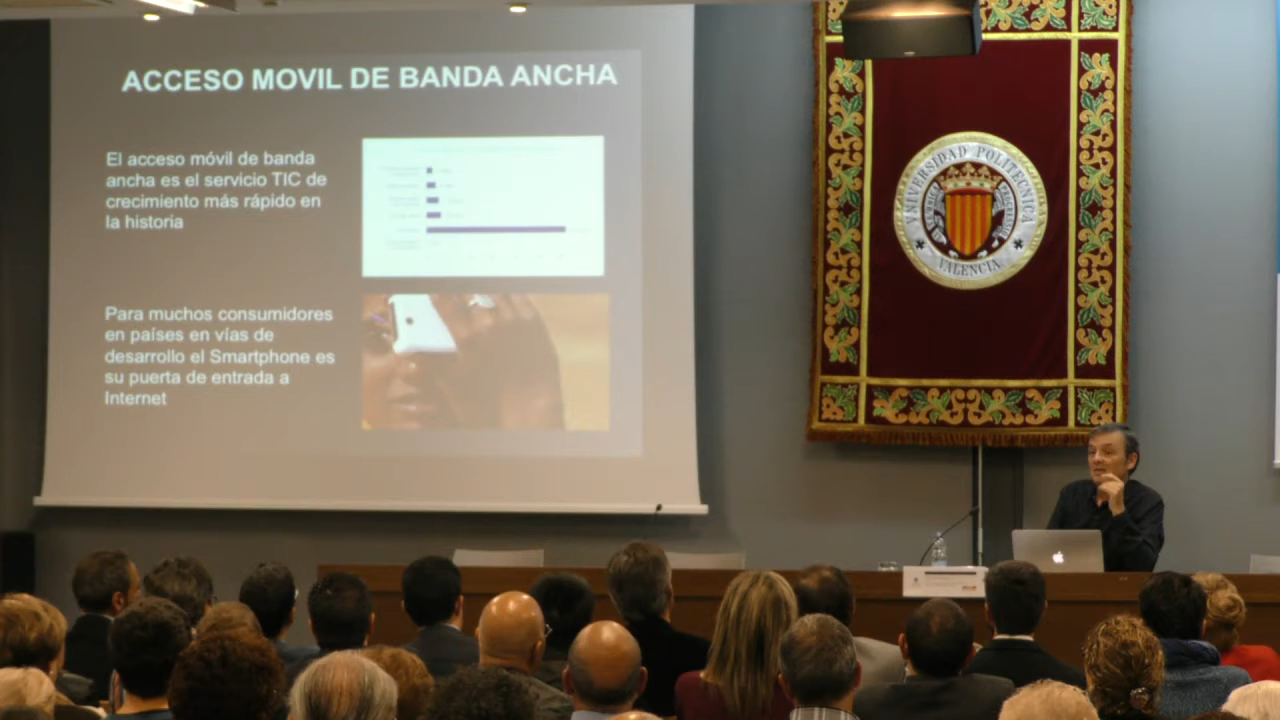 ACCESO MOVIL DE BANDA ANCHA
El acceso móvil de banda
ancha es el servicio TIC de
crecimiento más rápido en
la historia
Para muchos consumidores
en países en vías de
desarrollo el Smartphone es
su puerta de entrada a
Internet
VNIVERSIDAD POLITECNICA
VALENCIA